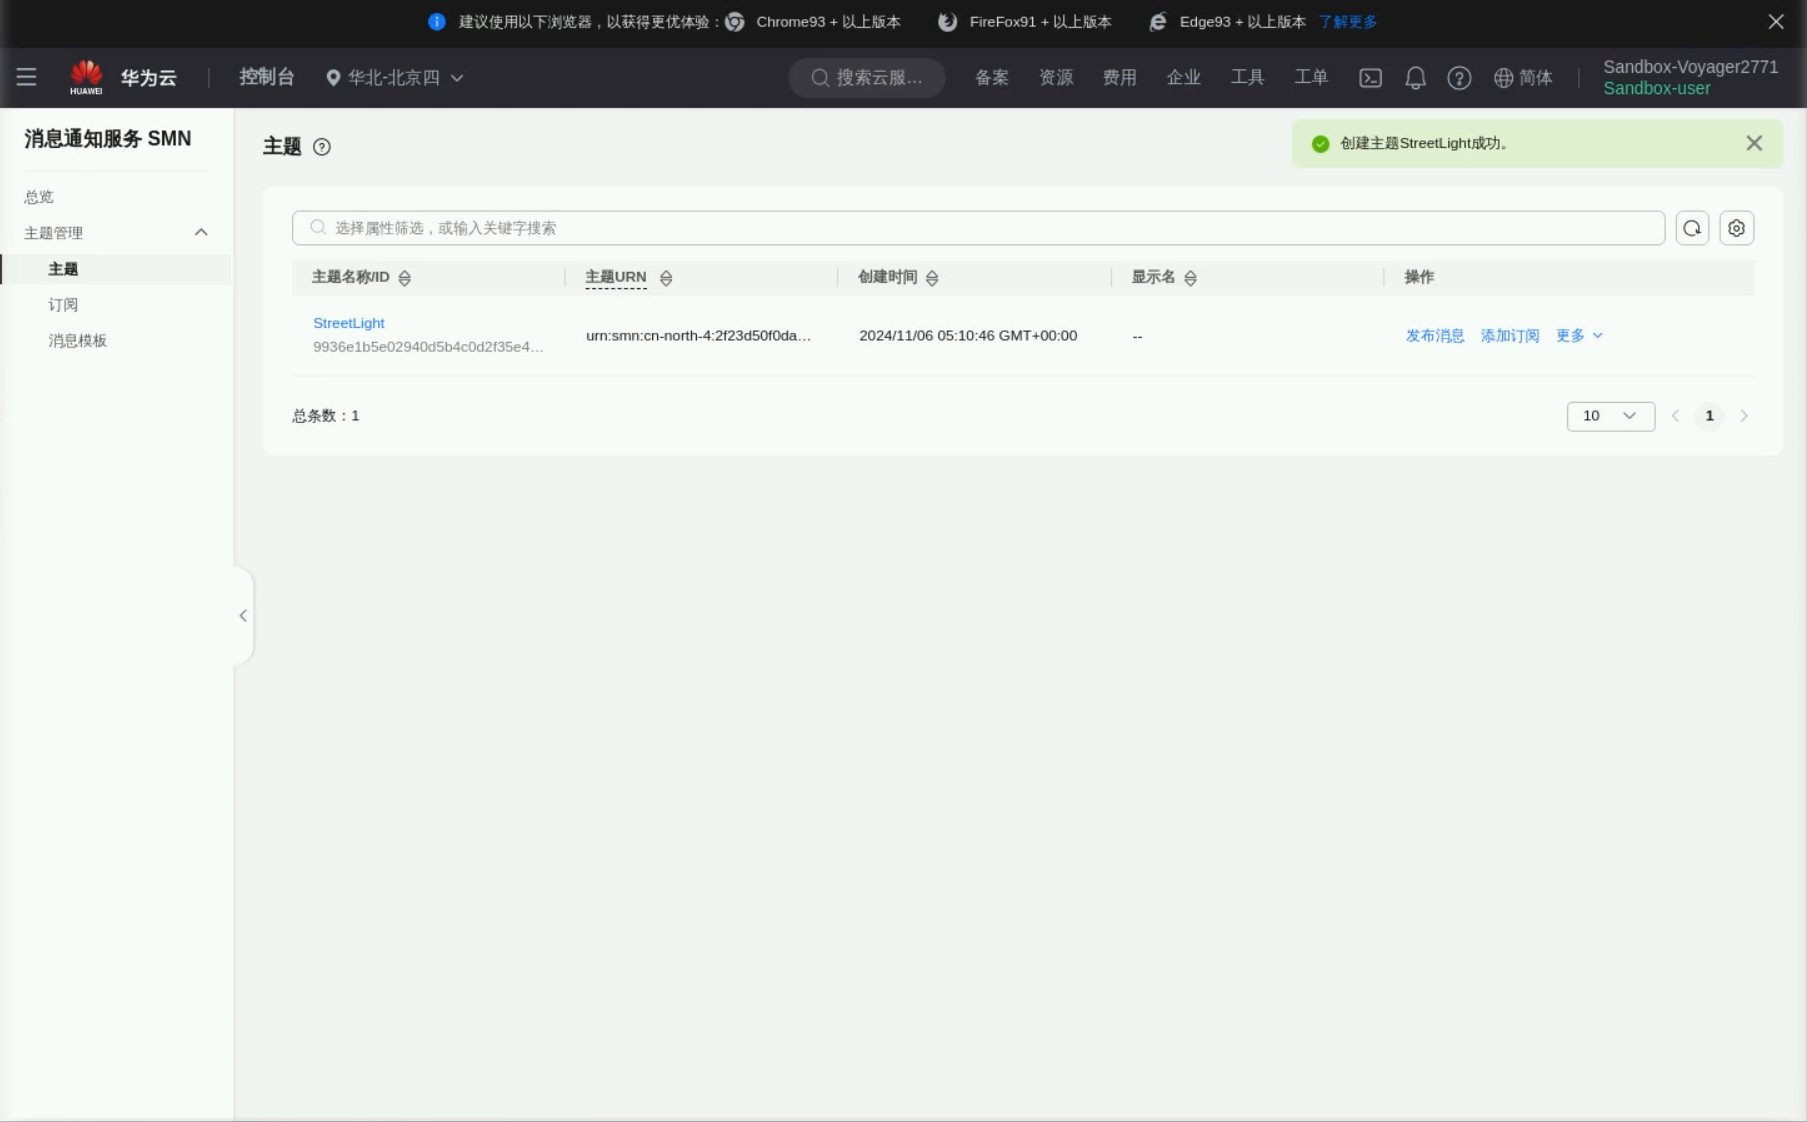 建议使用以下浏览器，以获得更优体验： Chrome93 + 以上版本 FireFox91 + 以上版本 Edge93 + 以上版本 了解更多
HUAWEI 华为云 控制台 华北-北京四 搜索云服... 备案 资源 费用 企业 工具 工单 简体 Sandbox-Voyager2771
Sandbox-user
消息通知服务 SMN
总览
主题管理
主题
订阅
消息模板
主题
创建主题StreetLight成功。
选择属性筛选，或输入关键字搜索
主题名称/ID 主题URN 创建时间 显示名 操作
StreetLight
9936e1b5e02940d5b4c0d2f35e4...
urn:smn:cn-north-4:2f23d50f0da... 2024/11/06 05:10:46 GMT+00:00 -- 发布消息 添加订阅 更多
总条数：1 10 1